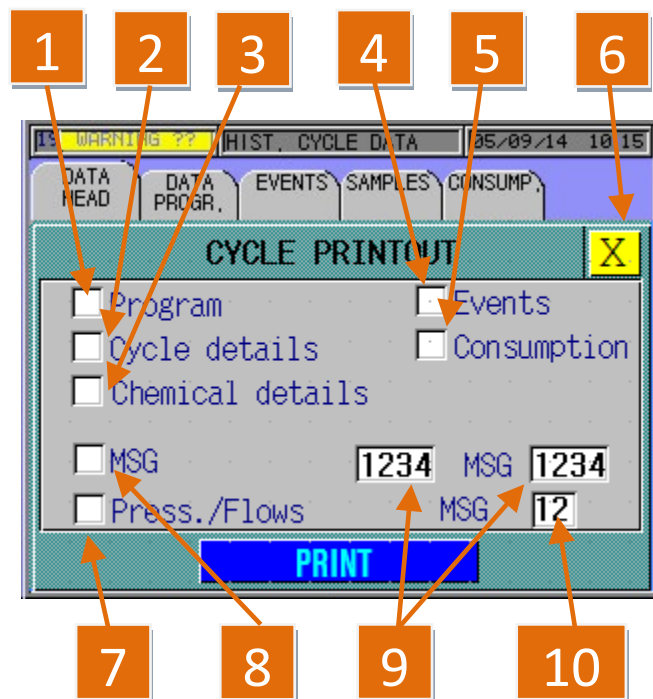 1 2 3 4 5 6
19 WARNING ?? HIST. CYCLE DATA 05/09/14 10 15
DATA HEAD DATA PROGR. EVENTS SAMPLES CONSUMP.
CYCLE PRINTOUT X
Program Events
Cycle details Consumption
Chemical details
MSG 1234 MSG 1234
Press./Flows MSG 12
PRINT
7 8 9 10